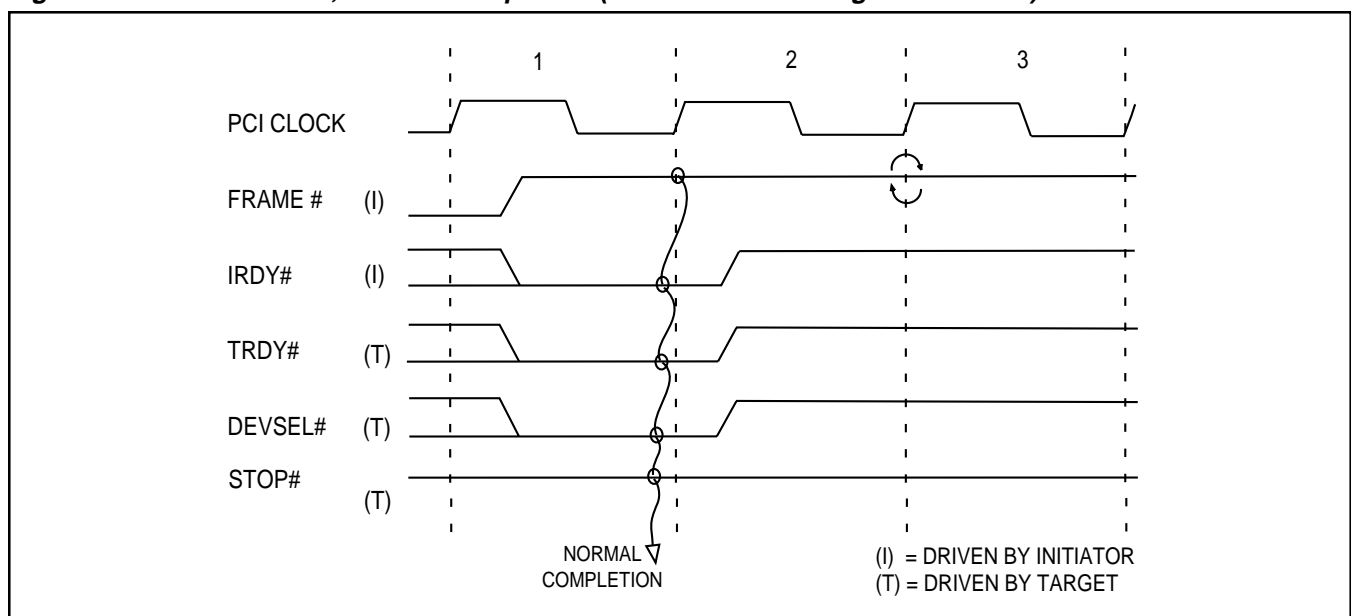 1 2 3
PCI CLOCK
FRAME # (I)
IRDY# (I)
TRDY# (T)
DEVSEL# (T)
STOP#
(T)
NORMAL
COMPLETION
(I) = DRIVEN BY INITIATOR
(T) = DRIVEN BY TARGET